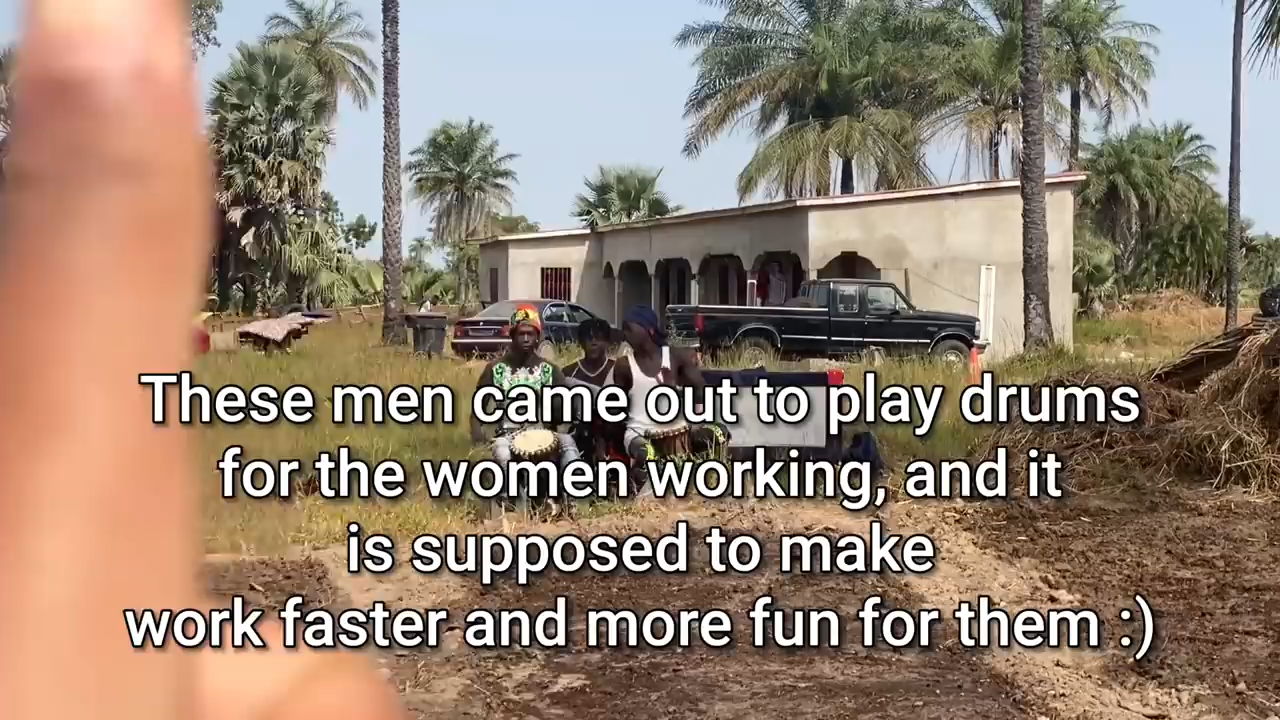 These men came out to play drums
for the women working, and it
is supposed to make
work faster and more fun for them :)